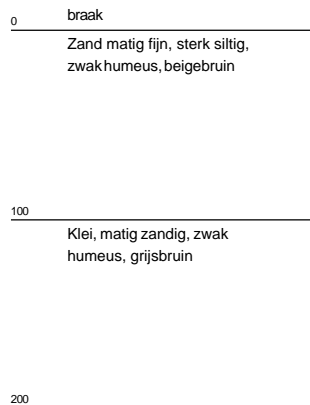 0 braak
Zand matig fijn, sterk siltig,
zwak humeus, beigebruin
100
Klei, matig zandig, zwak
humeus, grijsbruin
200